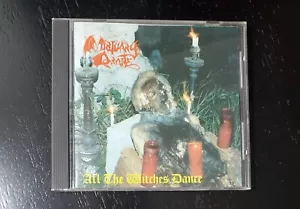 Mortuary
Drape
All The Witches Dance